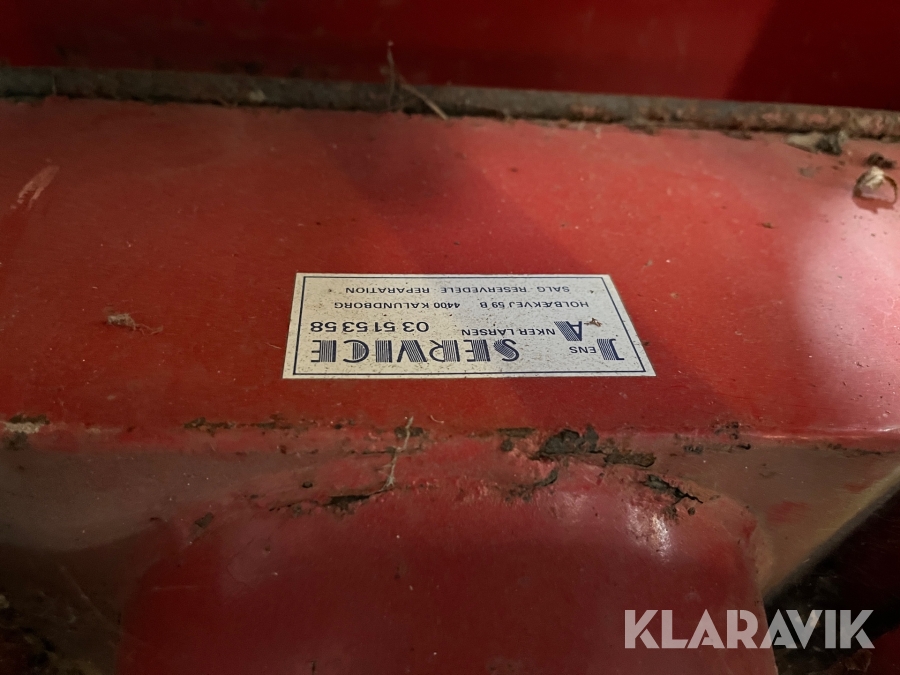 JENS SERVICE
ANKER LARSEN 03 51 53 58
HOLBÆKVEJ 59 B 4400 KALUNDBORG
SALG · RESERVEDELE · REPARATION
KLARAVIK